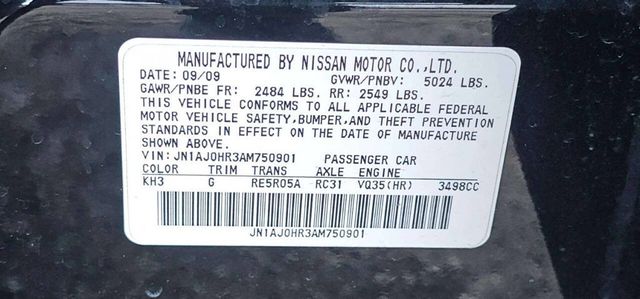 MANUFACTURED BY NISSAN MOTOR CO.,LTD.
DATE: 09/09 GVWR/PNBV: 5024 LBS.
GAWR/PNBE FR: 2484 LBS. RR: 2549 LBS.
THIS VEHICLE CONFORMS TO ALL APPLICABLE FEDERAL
MOTOR VEHICLE SAFETY,BUMPER,AND THEFT PREVENTION
STANDARDS IN EFFECT ON THE DATE OF MANUFACTURE
SHOWN ABOVE.
VIN: JN1AJ0HR3AM750901 PASSENGER CAR
COLOR TRIM TRANS AXLE ENGINE
KH3 G RE5R05A RC31 VQ35(HR) 3498CC
JN1AJ0HR3AM750901